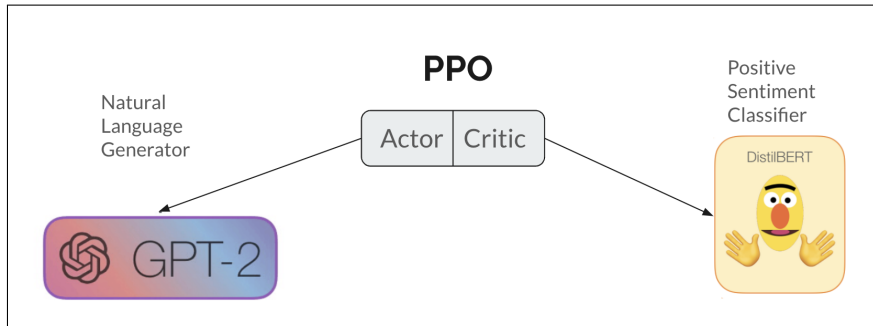 PPO
Natural
Language
Generator
Actor
Critic
Positive
Sentiment
Classifier
DistilBERT
GPT-2